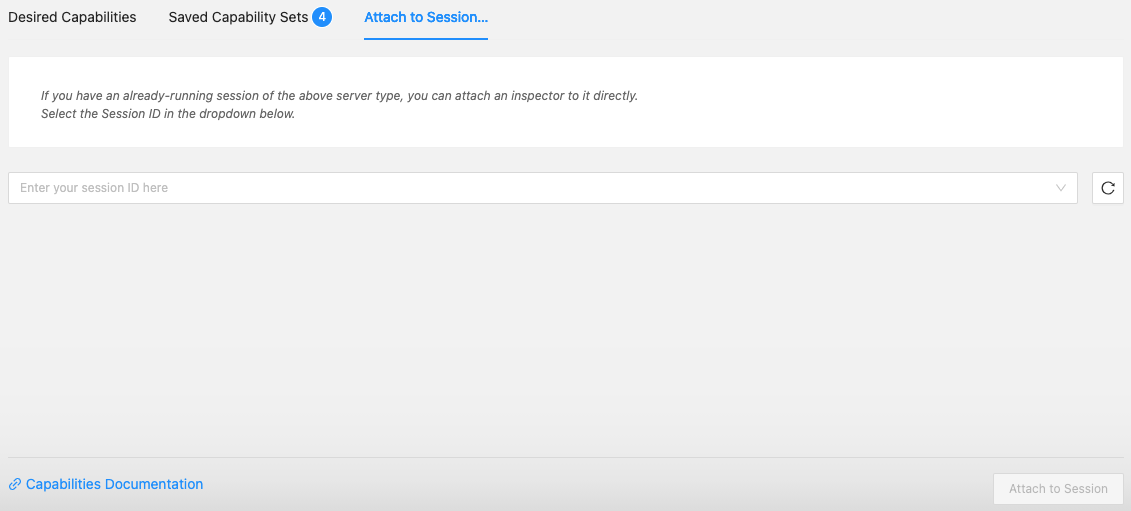 Desired Capabilities
Saved Capability Sets 4
Attach to Session...
If you have an already-running session of the above server type, you can attach an inspector to it directly.
Select the Session ID in the dropdown below.
Enter your session ID here
Capabilities Documentation
Attach to Session